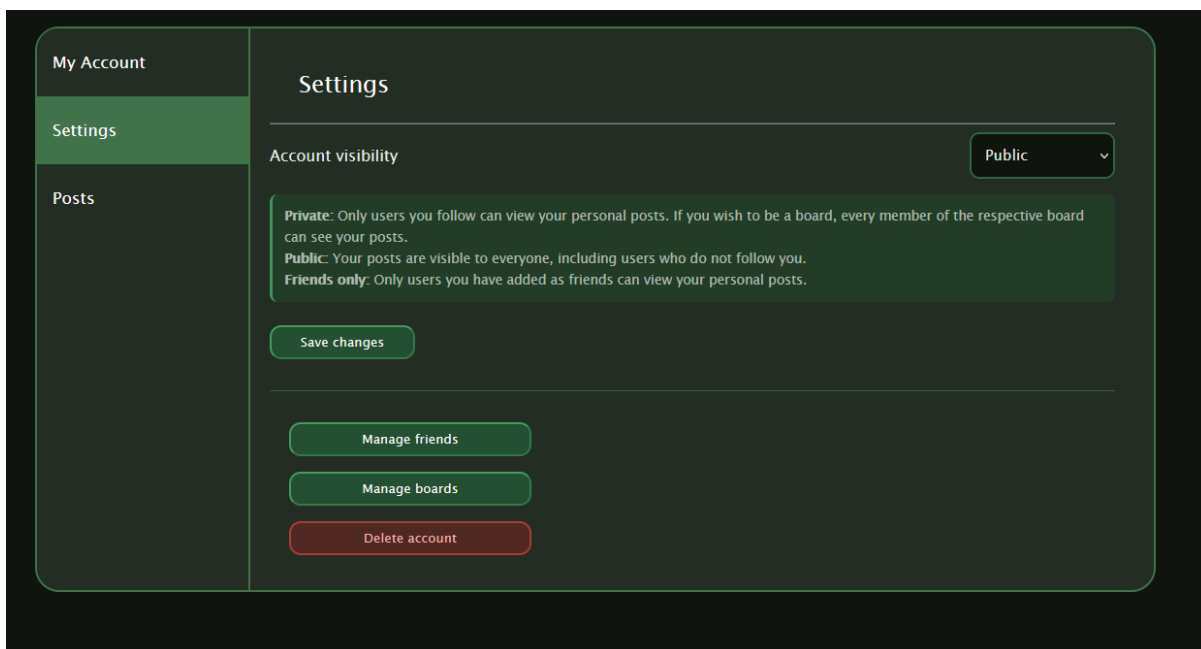 My Account
Settings
Posts
Settings
Account visibility
Public
Private: Only users you follow can view your personal posts. If you wish to be a board, every member of the respective board
can see your posts.
Public: Your posts are visible to everyone, including users who do not follow you.
Friends only: Only users you have added as friends can view your personal posts.
Save changes
Manage friends
Manage boards
Delete account